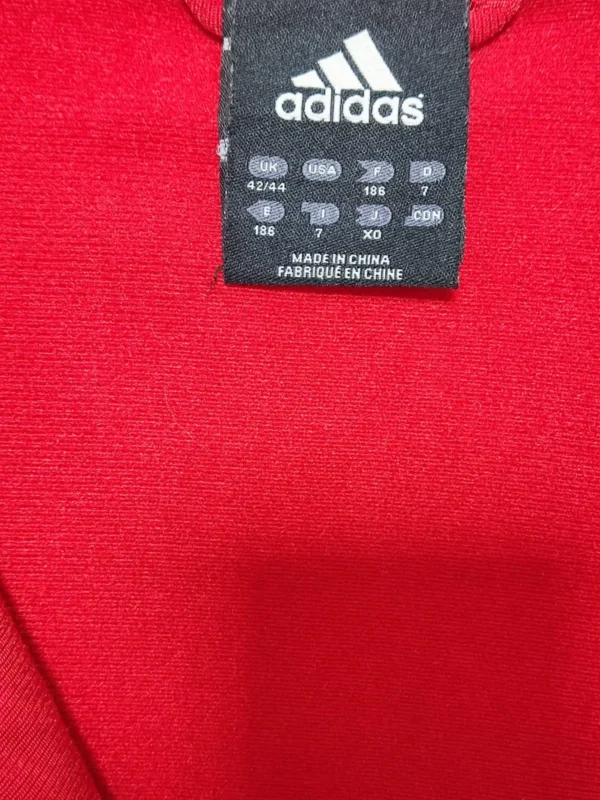 adidas
UK USA F D
42/44 186 7
E I J CDN
186 7 XO
MADE IN CHINA
FABRIQUÉ EN CHINE